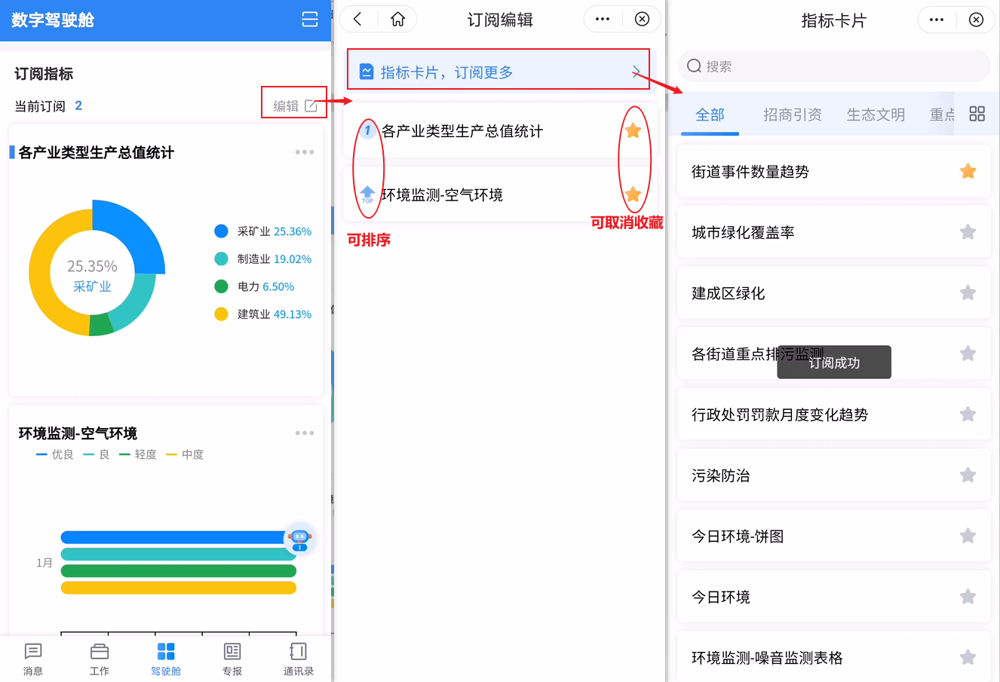 数字驾驶舱
订阅指标
当前订阅 2
编辑
各产业类型生产总值统计
25.35%
采矿业
采矿业 25.36%
制造业 19.02%
电力 6.50%
建筑业 49.13%
环境监测-空气环境
优良 良 轻度 中度
1月
消息 工作 驾驶舱 专报 通讯录
订阅编辑
指标卡片，订阅更多
1 各产业类型生产总值统计
TOP 环境监测-空气环境
可排序
可取消收藏
指标卡片
搜索
全部 招商引资 生态文明 重点
街道事件数量趋势
城市绿化覆盖率
建成区绿化
各街道重点排污监测
订阅成功
行政处罚罚款月度变化趋势
污染防治
今日环境-饼图
今日环境
环境监测-噪音监测表格